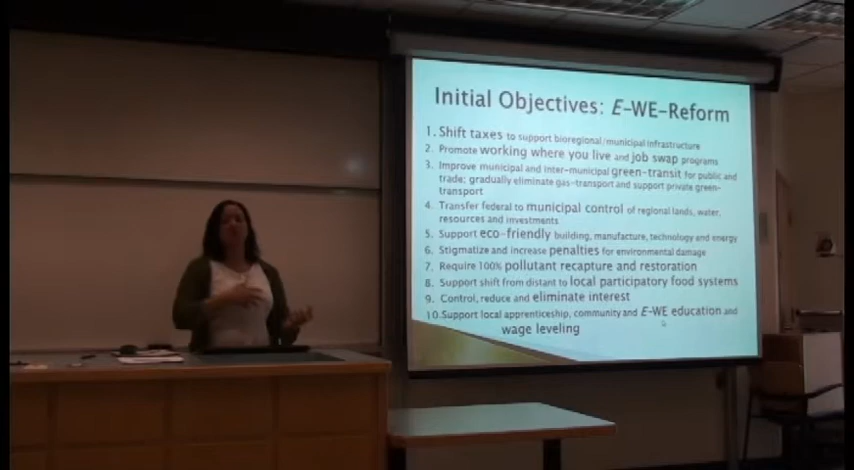 Initial Objectives: E-WE-Reform
1. Shift taxes to support bioregional/municipal infrastructure
2. Promote working where you live and job swap programs
3. Improve municipal and inter-municipal green-transit for public and
trade; gradually eliminate gas-transport and support private green-
transport
4. Transfer federal to municipal control of regional lands, water,
resources and investments
5. Support eco-friendly building, manufacture, technology and energy
6. Stigmatize and increase penalties for environmental damage
7. Require 100% pollutant recapture and restoration
8. Support shift from distant to local participatory food systems
9. Control, reduce and eliminate interest
10. Support local apprenticeship, community and E-WE education and
wage leveling